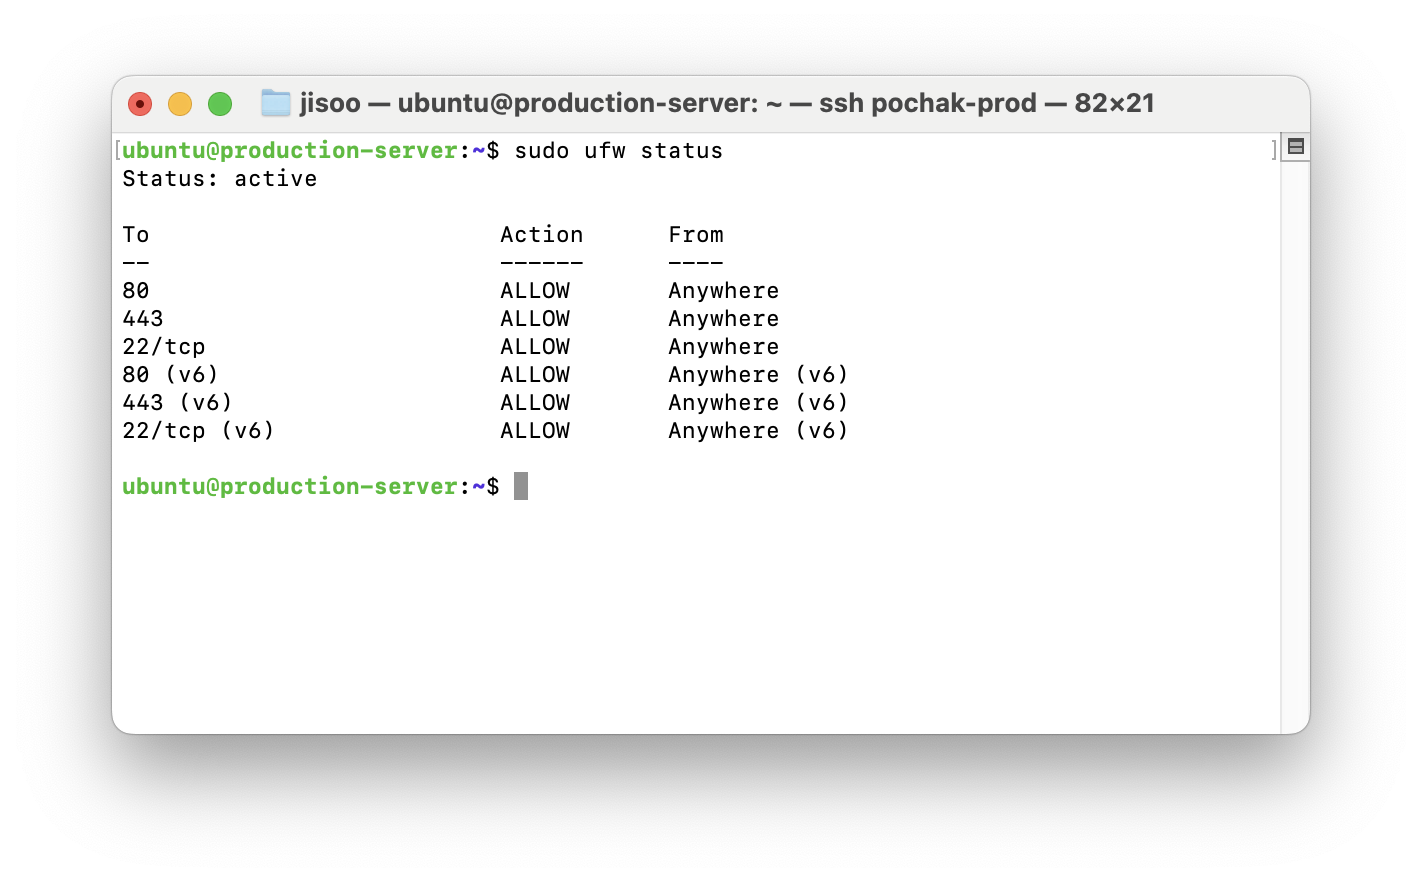 jisoo — ubuntu@production-server: ~ — ssh pochak-prod — 82×21
ubuntu@production-server:~$ sudo ufw status
Status: active
To                         Action      From
--                         ------      ----
80                         ALLOW       Anywhere
443                        ALLOW       Anywhere
22/tcp                     ALLOW       Anywhere
80 (v6)                    ALLOW       Anywhere (v6)
443 (v6)                   ALLOW       Anywhere (v6)
22/tcp (v6)                ALLOW       Anywhere (v6)
ubuntu@production-server:~$